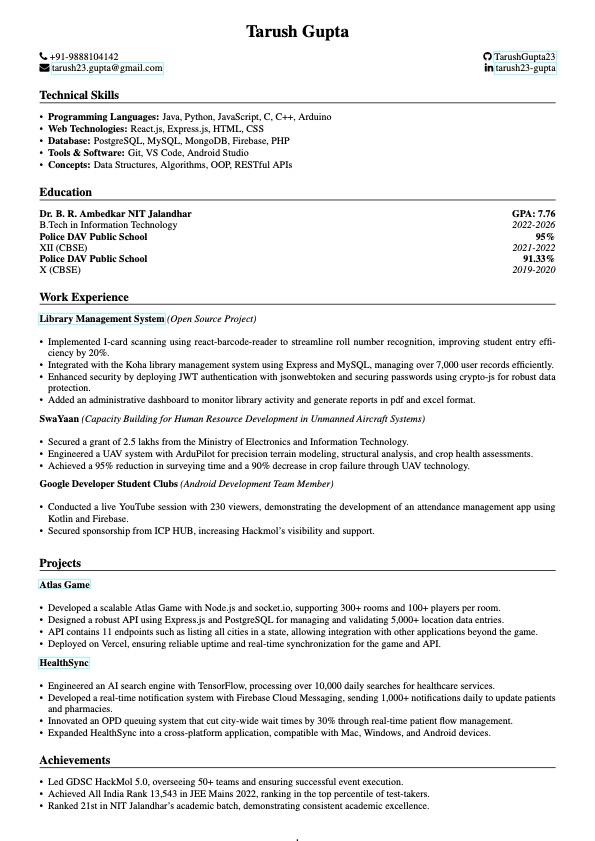 Tarush Gupta
+91-9888104142 TarushGupta23
tarush23.gupta@gmail.com tarush23-gupta
Technical Skills
• Programming Languages: Java, Python, JavaScript, C, C++, Arduino
• Web Technologies: React.js, Express.js, HTML, CSS
• Database: PostgreSQL, MySQL, MongoDB, Firebase, PHP
• Tools & Software: Git, VS Code, Android Studio
• Concepts: Data Structures, Algorithms, OOP, RESTful APIs
Education
Dr. B. R. Ambedkar NIT Jalandhar GPA: 7.76
B.Tech in Information Technology 2022-2026
Police DAV Public School 95%
XII (CBSE) 2021-2022
Police DAV Public School 91.33%
X (CBSE) 2019-2020
Work Experience
Library Management System (Open Source Project)
• Implemented I-card scanning using react-barcode-reader to streamline roll number recognition, improving student entry effi-
ciency by 20%.
• Integrated with the Koha library management system using Express and MySQL, managing over 7,000 user records efficiently.
• Enhanced security by deploying JWT authentication with jsonwebtoken and securing passwords using crypto-js for robust data
protection.
• Added an administrative dashboard to monitor library activity and generate reports in pdf and excel format.
SwaYaan (Capacity Building for Human Resource Development in Unmanned Aircraft Systems)
• Secured a grant of 2.5 lakhs from the Ministry of Electronics and Information Technology.
• Engineered a UAV system with ArduPilot for precision terrain modeling, structural analysis, and crop health assessments.
• Achieved a 95% reduction in surveying time and a 90% decrease in crop failure through UAV technology.
Google Developer Student Clubs (Android Development Team Member)
• Conducted a live YouTube session with 230 viewers, demonstrating the development of an attendance management app using
Kotlin and Firebase.
• Secured sponsorship from ICP HUB, increasing Hackmol's visibility and support.
Projects
Atlas Game
• Developed a scalable Atlas Game with Node.js and socket.io, supporting 300+ rooms and 100+ players per room.
• Designed a robust API using Express.js and PostgreSQL for managing and validating 5,000+ location data entries.
• API contains 11 endpoints such as listing all cities in a state, allowing integration with other applications beyond the game.
• Deployed on Vercel, ensuring reliable uptime and real-time synchronization for the game and API.
HealthSync
• Engineered an AI search engine with TensorFlow, processing over 10,000 daily searches for healthcare services.
• Developed a real-time notification system with Firebase Cloud Messaging, sending 1,000+ notifications daily to update patients
and pharmacies.
• Innovated an OPD queuing system that cut city-wide wait times by 30% through real-time patient flow management.
• Expanded HealthSync into a cross-platform application, compatible with Mac, Windows, and Android devices.
Achievements
• Led GDSC HackMol 5.0, overseeing 50+ teams and ensuring successful event execution.
• Achieved All India Rank 13,543 in JEE Mains 2022, ranking in the top percentile of test-takers.
• Ranked 21st in NIT Jalandhar's academic batch, demonstrating consistent academic excellence.